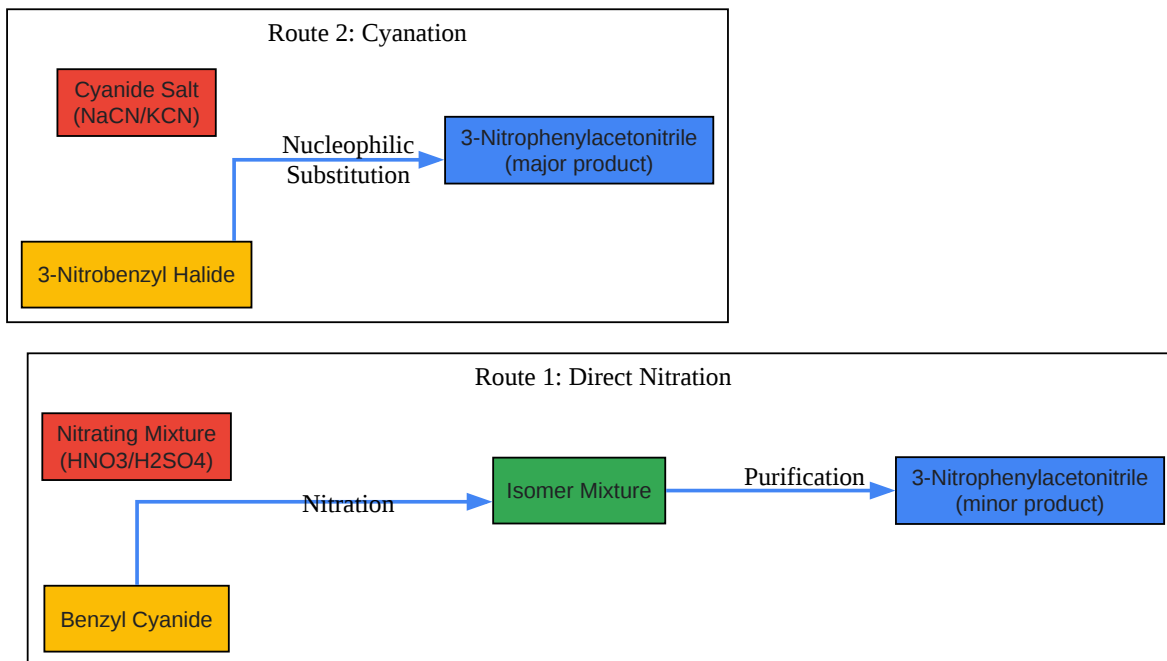 Route 2: Cyanation
Cyanide Salt
(NaCN/KCN)
Nucleophilic
Substitution
3-Nitrophenylacetonitrile
(major product)
3-Nitrobenzyl Halide
Route 1: Direct Nitration
Nitrating Mixture
(HNO3/H2SO4)
Nitration
Isomer Mixture
Purification
3-Nitrophenylacetonitrile
(minor product)
Benzyl Cyanide